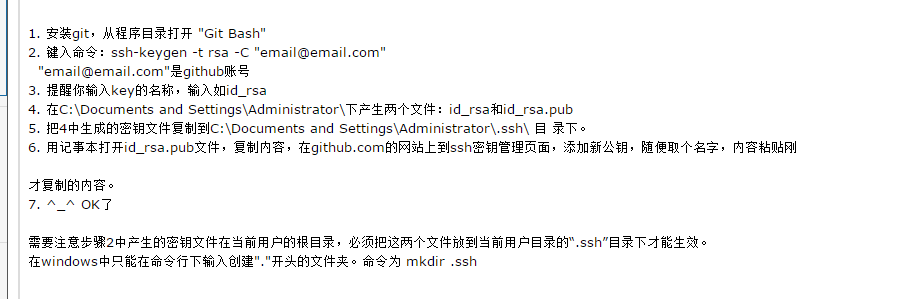 1. 安装git，从程序目录打开 "Git Bash"
2. 键入命令：ssh-keygen -t rsa -C "email@email.com"
"email@email.com"是github账号
3. 提醒你输入key的名称，输入如id_rsa
4. 在C:\Documents and Settings\Administrator\下产生两个文件：id_rsa和id_rsa.pub
5. 把4中生成的密钥文件复制到C:\Documents and Settings\Administrator\.ssh\ 目 录下。
6. 用记事本打开id_rsa.pub文件，复制内容，在github.com的网站上到ssh密钥管理页面，添加新公钥，随便取个名字，内容粘贴刚
才复制的内容。
7. ^_^ OK了
需要注意步骤2中产生的密钥文件在当前用户的根目录，必须把这两个文件放到当前用户目录的“.ssh”目录下才能生效。
在windows中只能在命令行下输入创建"."开头的文件夹。命令为 mkdir .ssh